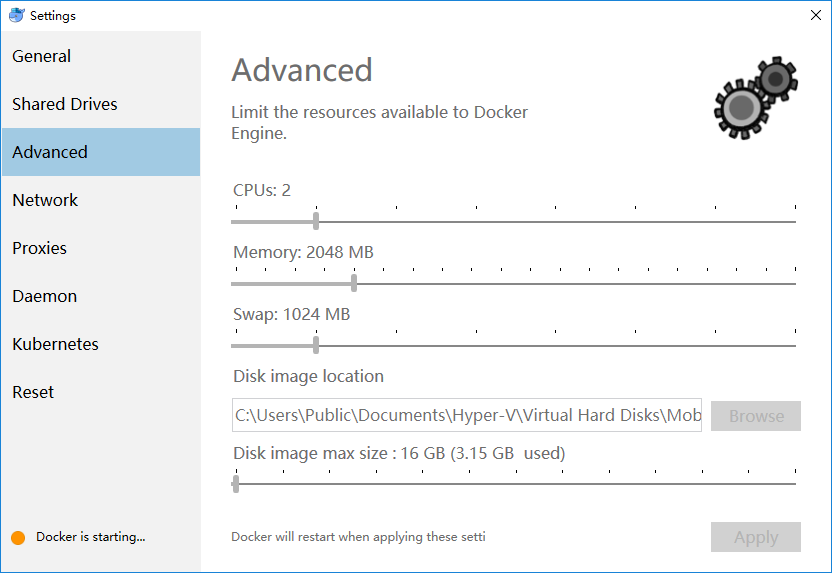 Settings
General
Shared Drives
Advanced
Network
Proxies
Daemon
Kubernetes
Reset
Docker is starting...
Advanced
Limit the resources available to Docker
Engine.
CPUs: 2
Memory: 2048 MB
Swap: 1024 MB
Disk image location
C:\Users\Public\Documents\Hyper-V\Virtual Hard Disks\Mob
Browse
Disk image max size : 16 GB (3.15 GB  used)
Docker will restart when applying these setti
Apply